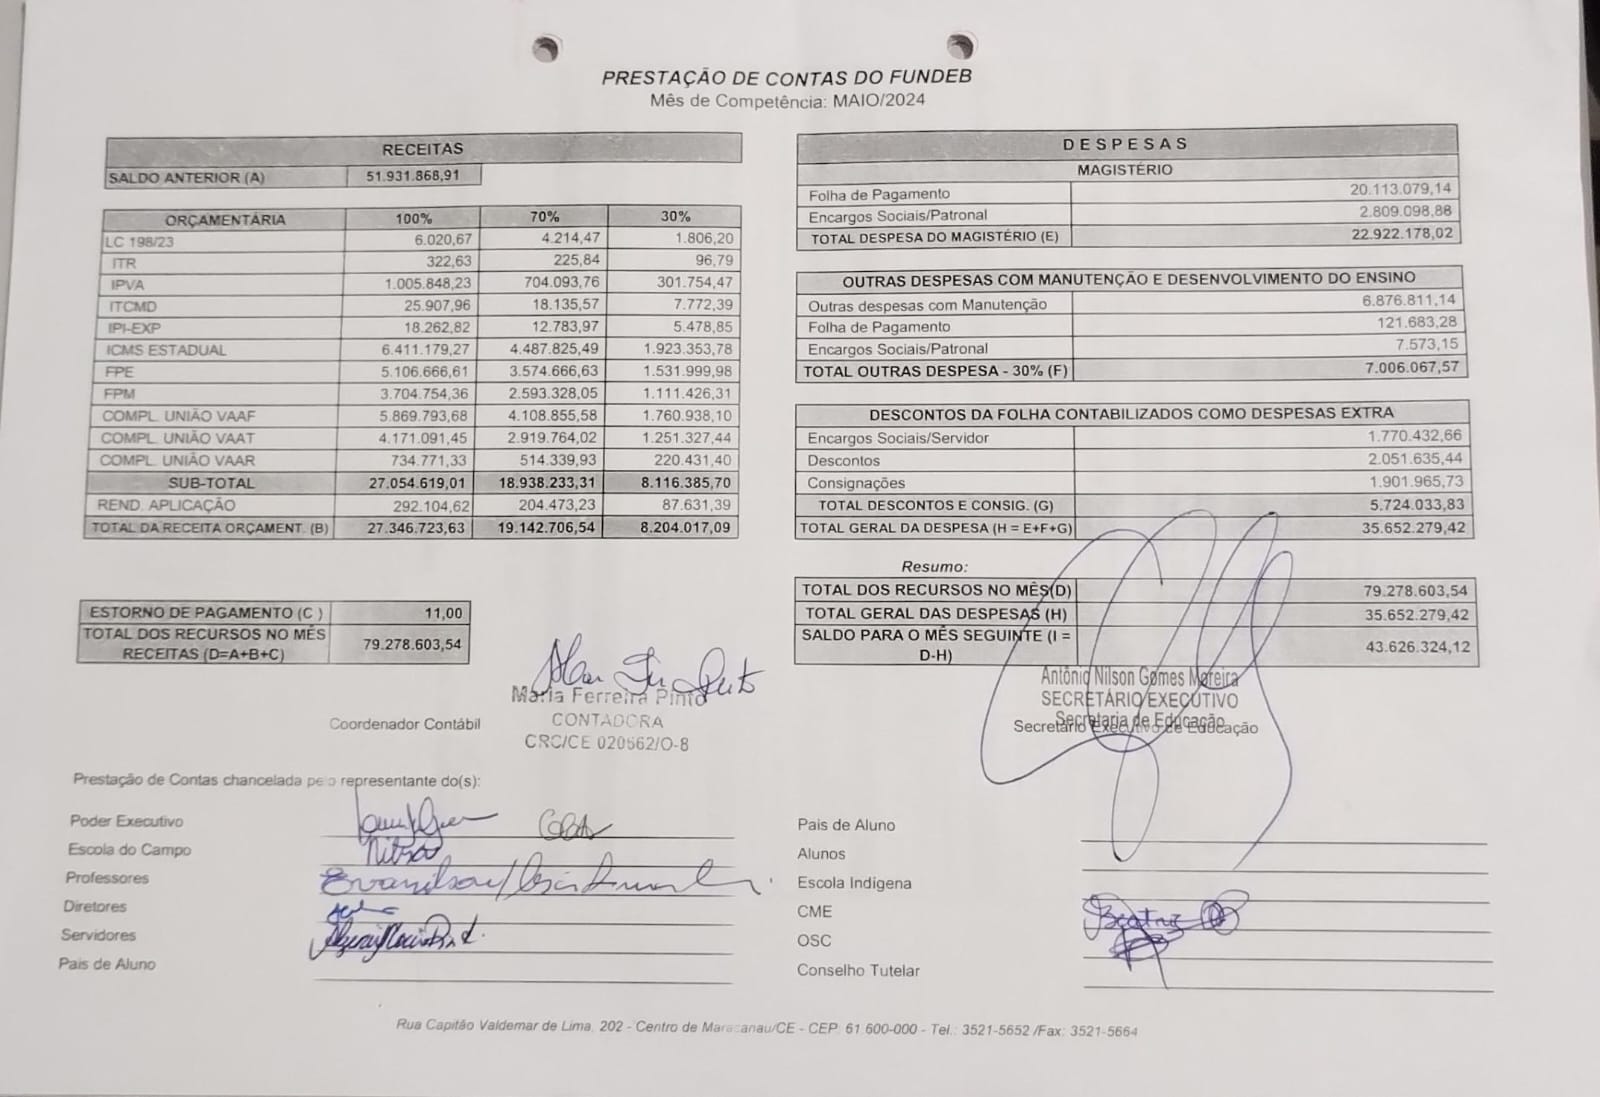 PRESTAÇÃO DE CONTAS DO FUNDEB
Mês de Competência: MAIO/2024
RECEITAS
SALDO ANTERIOR (A) 51.931.868,91
ORÇAMENTÁRIA 100% 70% 30%
LC 198/23 6.020,67 4.214,47 1.806,20
ITR 322,63 225,84 96,79
IPVA 1.005.848,23 704.093,76 301.754,47
ITCMD 25.907,96 18.135,57 7.772,39
IPI-EXP 18.262,82 12.783,97 5.478,85
ICMS ESTADUAL 6.411.179,27 4.487.825,49 1.923.353,78
FPE 5.106.666,61 3.574.666,63 1.531.999,98
FPM 3.704.754,36 2.593.328,05 1.111.426,31
COMPL. UNIÃO VAAF 5.869.793,68 4.108.855,58 1.760.938,10
COMPL. UNIÃO VAAT 4.171.091,45 2.919.764,02 1.251.327,44
COMPL. UNIÃO VAAR 734.771,33 514.339,93 220.431,40
SUB-TOTAL 27.054.619,01 18.938.233,31 8.116.385,70
REND. APLICAÇÃO 292.104,62 204.473,23 87.631,39
TOTAL DA RECEITA ORÇAMENT. (B) 27.346.723,63 19.142.706,54 8.204.017,09
ESTORNO DE PAGAMENTO (C ) 11,00
TOTAL DOS RECURSOS NO MÊS
RECEITAS (D=A+B+C) 79.278.603,54
DESPESAS
MAGISTÉRIO
Folha de Pagamento 20.113.079,14
Encargos Sociais/Patronal 2.809.098,88
TOTAL DESPESA DO MAGISTÉRIO (E) 22.922.178,02
OUTRAS DESPESAS COM MANUTENÇÃO E DESENVOLVIMENTO DO ENSINO
Outras despesas com Manutenção 6.876.811,14
Folha de Pagamento 121.683,28
Encargos Sociais/Patronal 7.573,15
TOTAL OUTRAS DESPESA - 30% (F) 7.006.067,57
DESCONTOS DA FOLHA CONTABILIZADOS COMO DESPESAS EXTRA
Encargos Sociais/Servidor 1.770.432,66
Descontos 2.051.635,44
Consignações 1.901.965,73
TOTAL DESCONTOS E CONSIG. (G) 5.724.033,83
TOTAL GERAL DA DESPESA (H = E+F+G) 35.652.279,42
Resumo:
TOTAL DOS RECURSOS NO MÊS(D) 79.278.603,54
TOTAL GERAL DAS DESPESAS (H) 35.652.279,42
SALDO PARA O MÊS SEGUINTE (I =
D-H) 43.626.324,12
Maria Ferreira Pinto
Coordenador Contábil CONTADORA
CRC/CE 020562/O-8
Antônio Nilson Gomes Moreira
SECRETÁRIO EXECUTIVO
Secretaria de Educação
Secretário Executivo de Educação
Prestação de Contas chancelada pelo representante do(s):
Poder Executivo
Escola do Campo
Professores
Diretores
Servidores
Pais de Aluno
Pais de Aluno
Alunos
Escola Indígena
CME Beatriz
OSC
Conselho Tutelar
Rua Capitão Valdemar de Lima, 202 - Centro de Maracanaú/CE - CEP: 61.600-000 - Tel.: 3521-5652 /Fax: 3521-5664